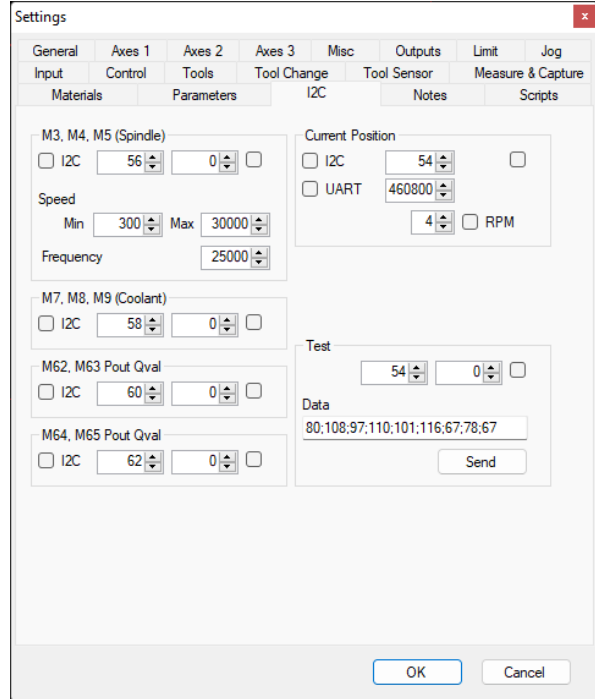 Settings
x
General Axes 1 Axes 2 Axes 3 Misc Outputs Limit Jog
Input Control Tools Tool Change Tool Sensor Measure & Capture
Materials Parameters I2C Notes Scripts
M3, M4, M5 (Spindle)
I2C 56 0
Speed
Min 300 Max 30000
Frequency 25000
M7, M8, M9 (Coolant)
I2C 58 0
M62, M63 Pout Qval
I2C 60 0
M64, M65 Pout Qval
I2C 62 0
Current Position
I2C 54
UART 460800
4 RPM
Test
54 0
Data
80;108;97;110;101;116;67;78;67
Send
OK Cancel